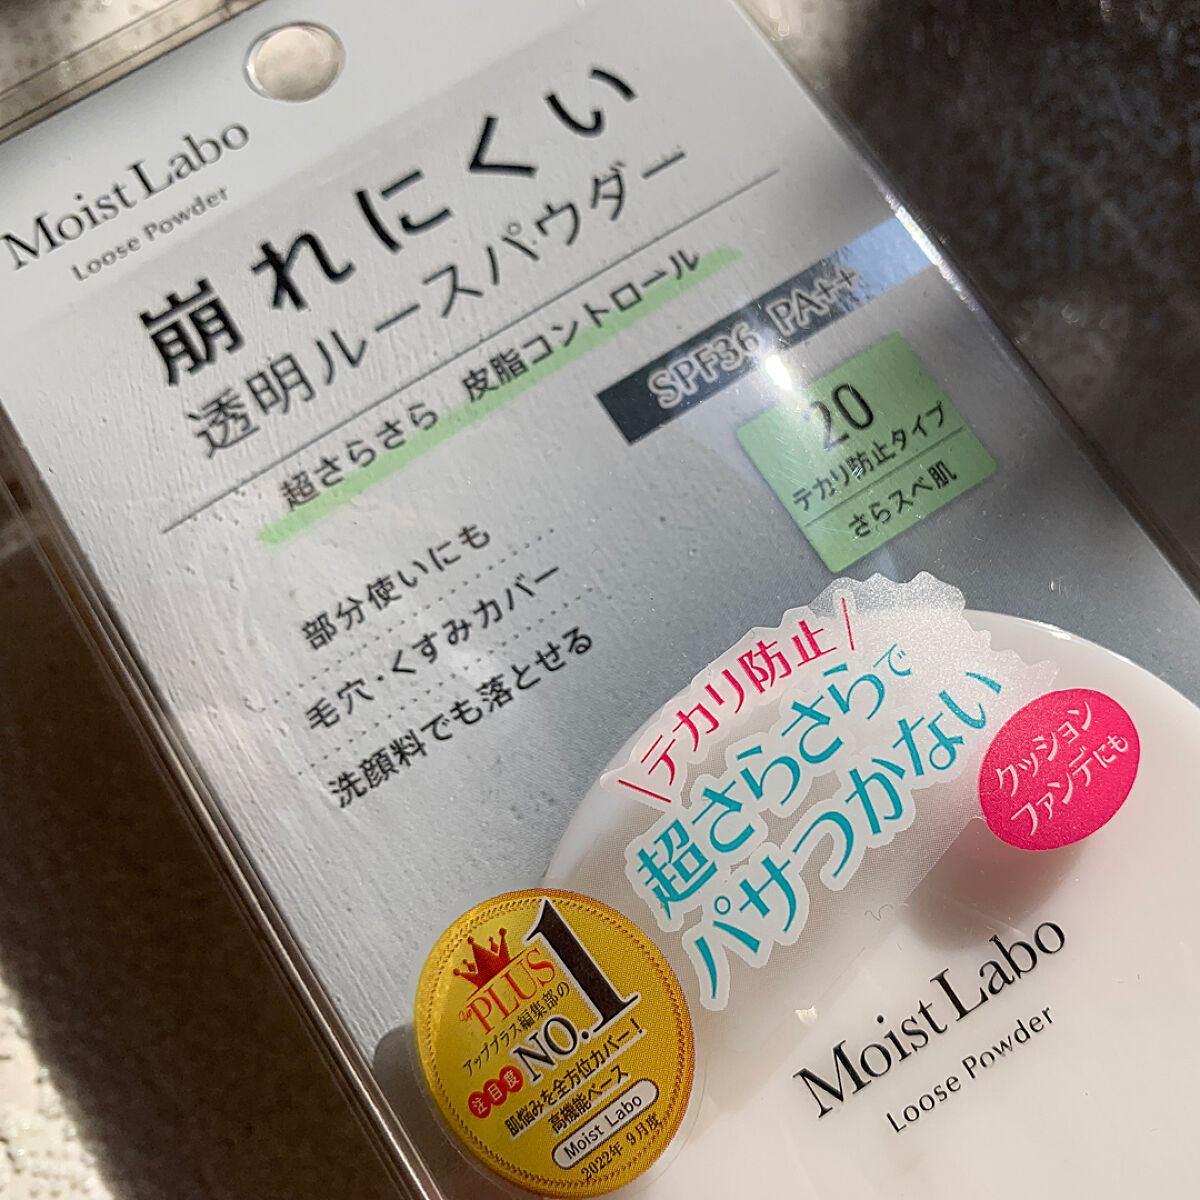 Moist Labo
Loose Powder
崩れにくい
透明ルースパウダー
超さらさら 皮脂コントロール
SPF36 PA++
20
テカリ防止タイプ
さらスベ肌
部分使いにも
毛穴・くすみカバー
洗顔料でも落とせる
\テカリ防止/
超さらさらで
パサつかない
クッション
ファンデにも
Up PLUS
アッププラス編集部の
注目度 NO.1
肌悩みを全方位カバー!
高機能ベース
Moist Labo
2022年 9月度
Moist Labo
Loose Powder